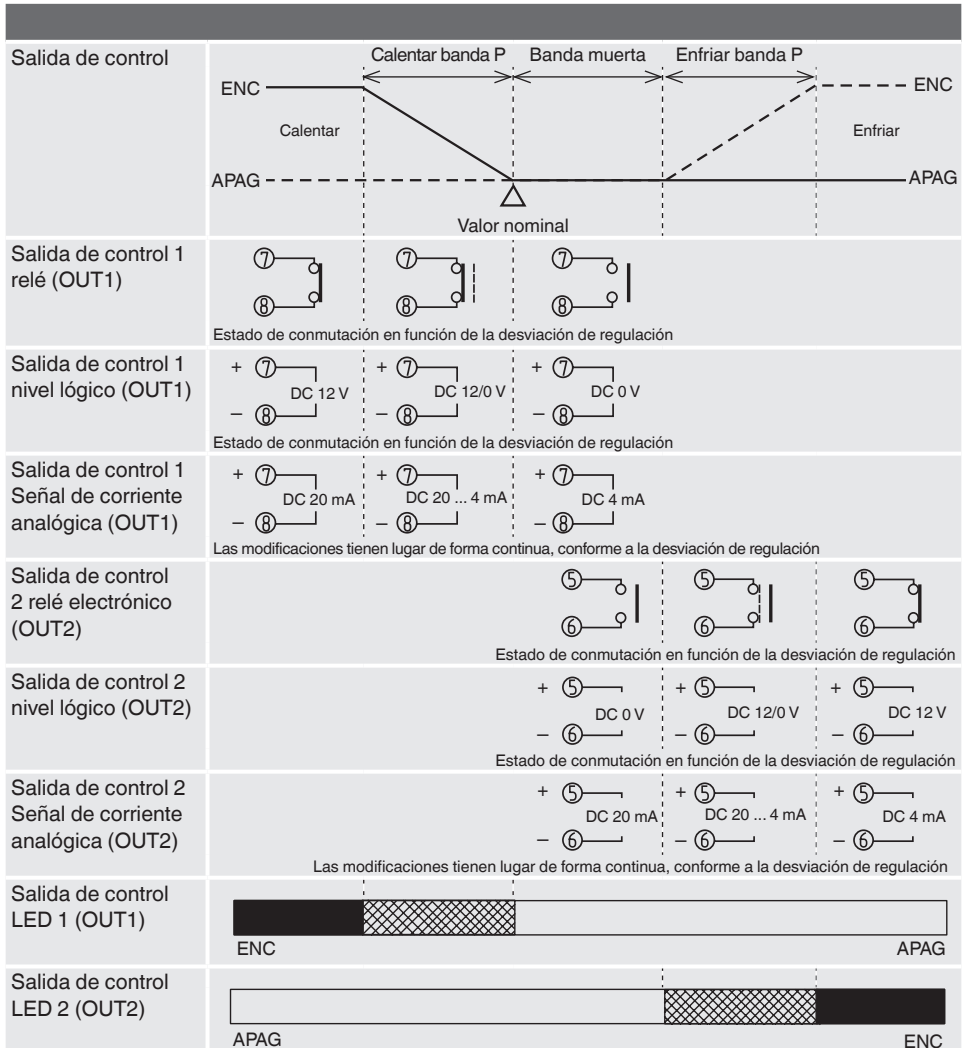 Salida de control
Calentar banda P Banda muerta Enfriar banda P
ENC ENC
Calentar Enfriar
APAG APAG
Valor nominal
Salida de control 1
relé (OUT1)
7 7 7
8 8 8
Estado de conmutación en función de la desviación de regulación
Salida de control 1
nivel lógico (OUT1)
+ 7 + 7 + 7
DC 12 V DC 12/0 V DC 0 V
– 8 – 8 – 8
Estado de conmutación en función de la desviación de regulación
Salida de control 1
Señal de corriente
analógica (OUT1)
+ 7 + 7 + 7
DC 20 mA DC 20 ... 4 mA DC 4 mA
– 8 – 8 – 8
Las modificaciones tienen lugar de forma continua, conforme a la desviación de regulación
Salida de control
2 relé electrónico
(OUT2)
5 5 5
6 6 6
Estado de conmutación en función de la desviación de regulación
Salida de control 2
nivel lógico (OUT2)
+ 5 + 5 + 5
DC 0 V DC 12/0 V DC 12 V
– 6 – 6 – 6
Estado de conmutación en función de la desviación de regulación
Salida de control 2
Señal de corriente
analógica (OUT2)
+ 5 + 5 + 5
DC 20 mA DC 20 ... 4 mA DC 4 mA
– 6 – 6 – 6
Las modificaciones tienen lugar de forma continua, conforme a la desviación de regulación
Salida de control
LED 1 (OUT1)
ENC APAG
Salida de control
LED 2 (OUT2)
APAG ENC